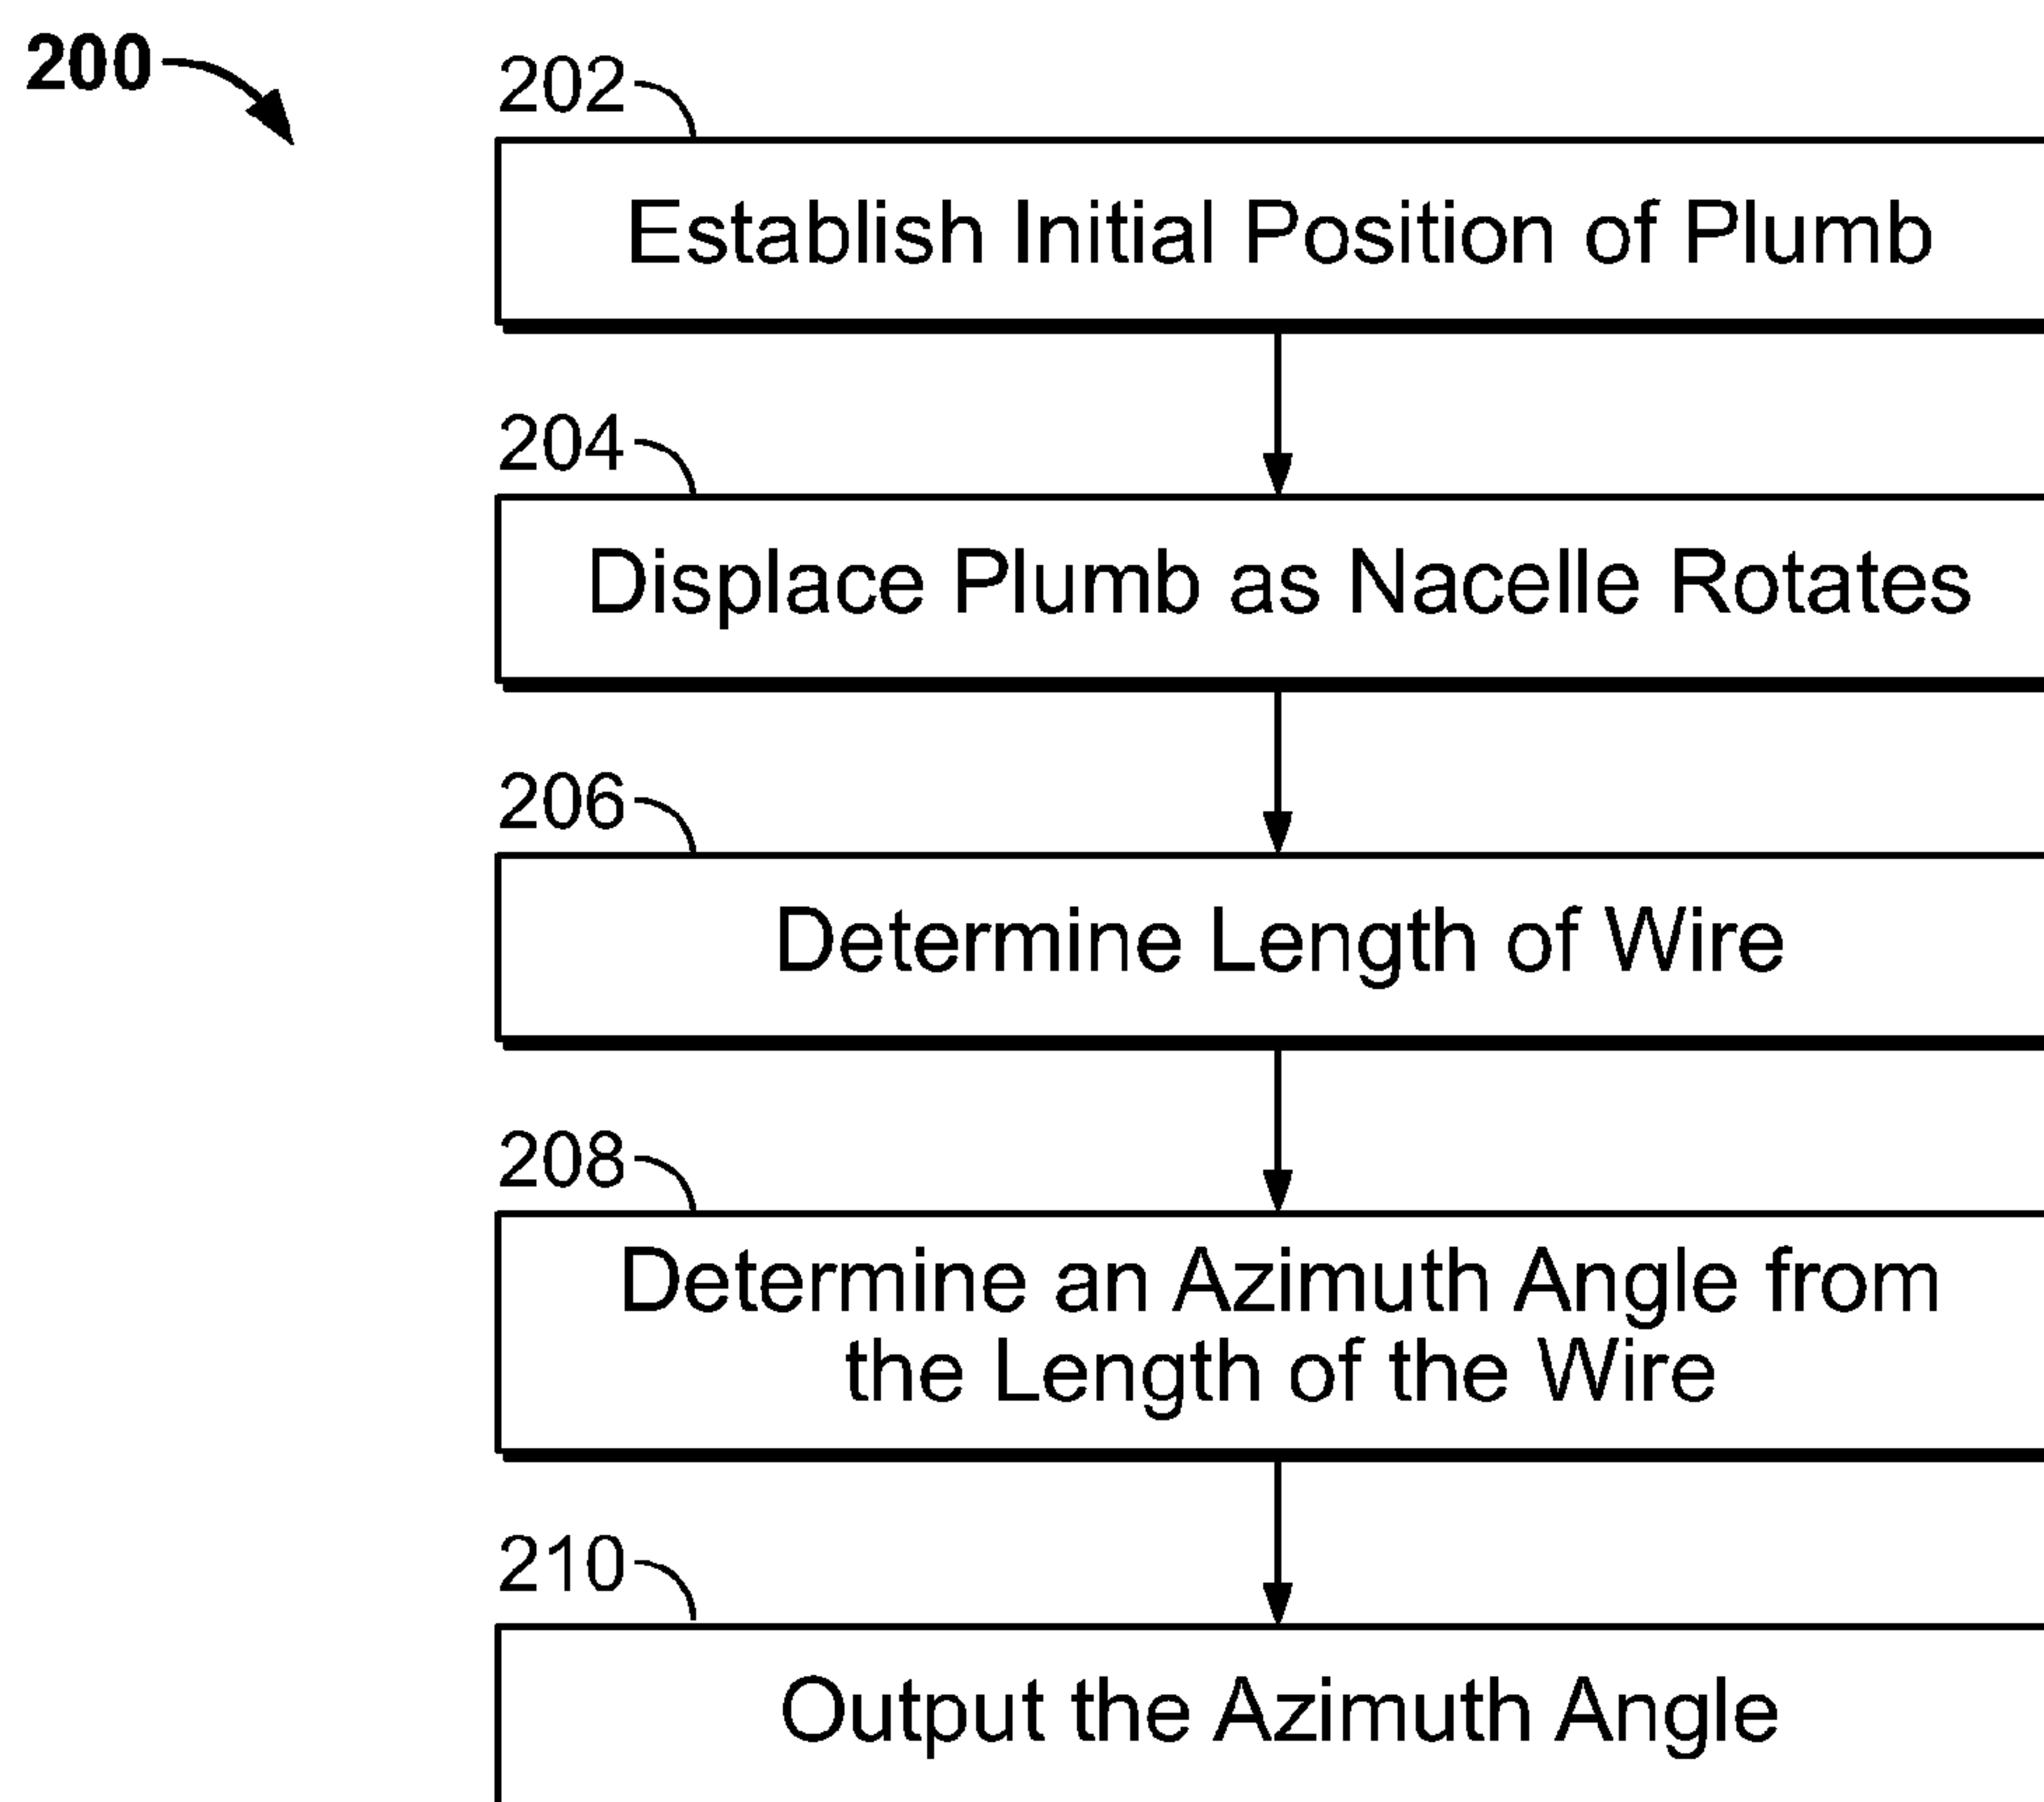 200
202
Establish Initial Position of Plumb
204
Displace Plumb as Nacelle Rotates
206
Determine Length of Wire
208
Determine an Azimuth Angle from
the Length of the Wire
210
Output the Azimuth Angle